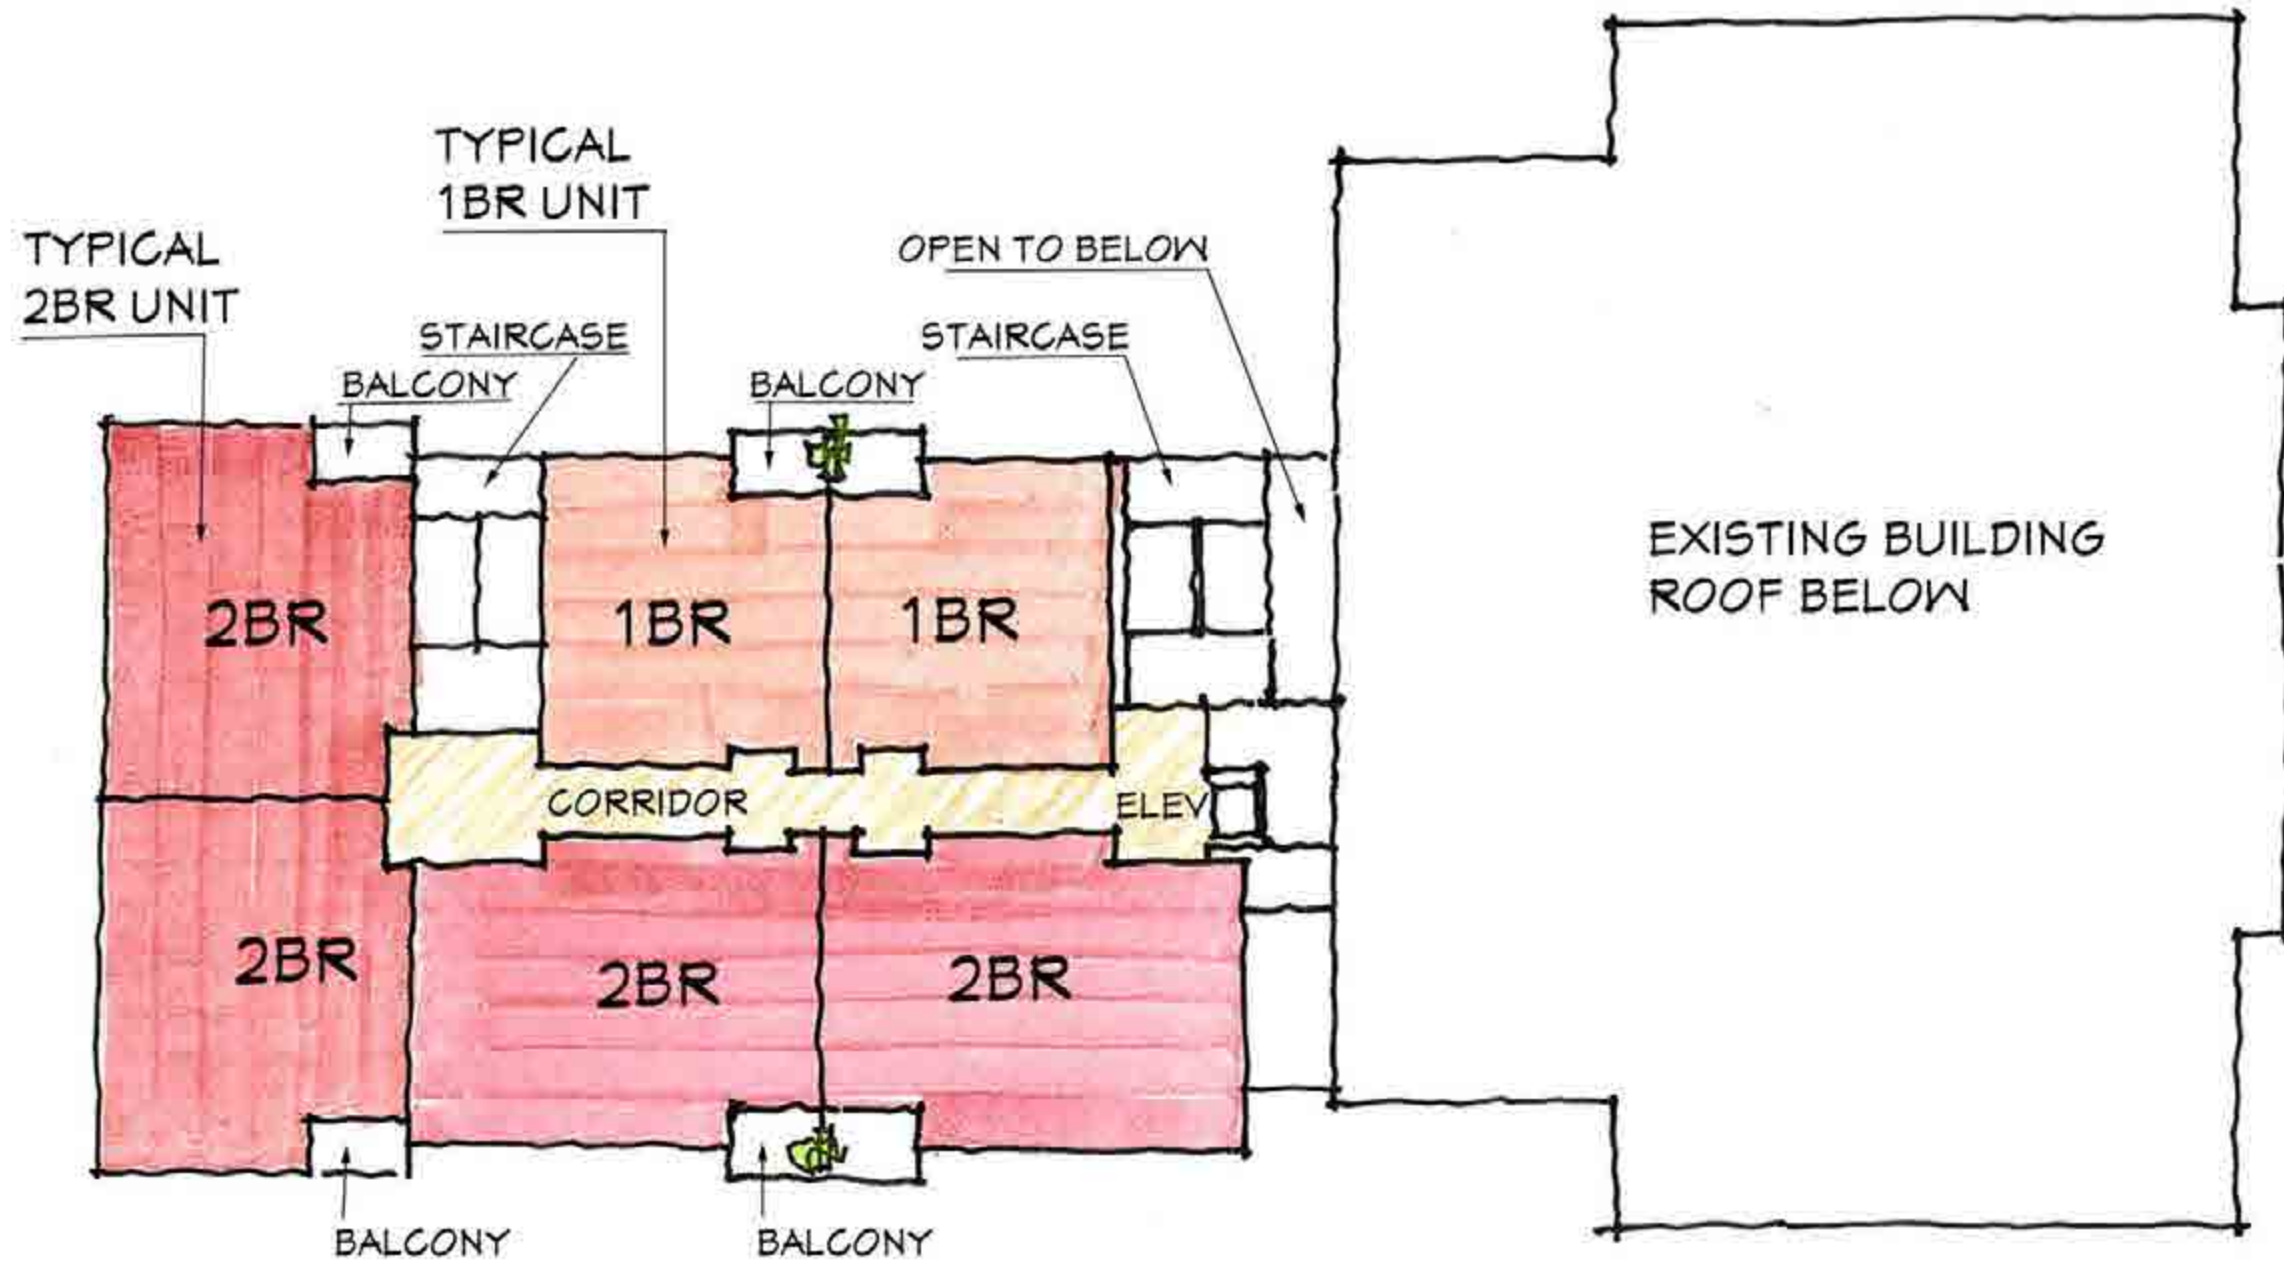 TYPICAL
1BR UNIT
TYPICAL
2BR UNIT
OPEN TO BELOW
STAIRCASE
STAIRCASE
BALCONY
BALCONY
EXISTING BUILDING
ROOF BELOW
2BR
1BR
1BR
CORRIDOR
ELEV
2BR
2BR
2BR
BALCONY
BALCONY